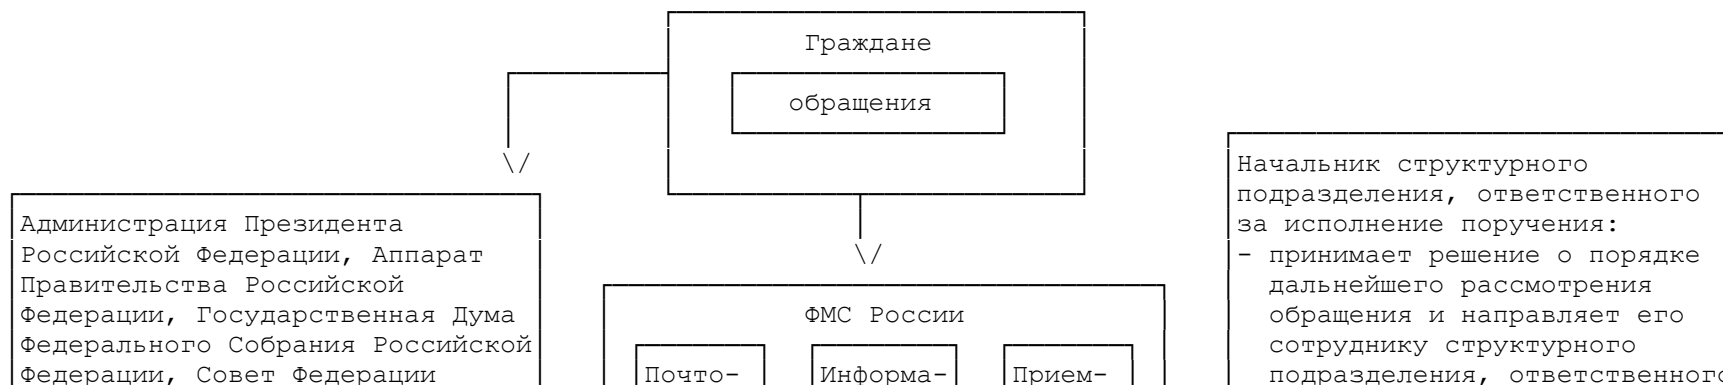 Граждане
обращения
Администрация Президента
Российской Федерации, Аппарат
Правительства Российской
Федерации, Государственная Дума
Федерального Собрания Российской
Федерации, Совет Федерации
ФМС России
Почто-
Информа-
Прием-
Начальник структурного
подразделения, ответственного
за исполнение поручения:
- принимает решение о порядке
дальнейшего рассмотрения
обращения и направляет его
сотруднику структурного
подразделения, ответственного